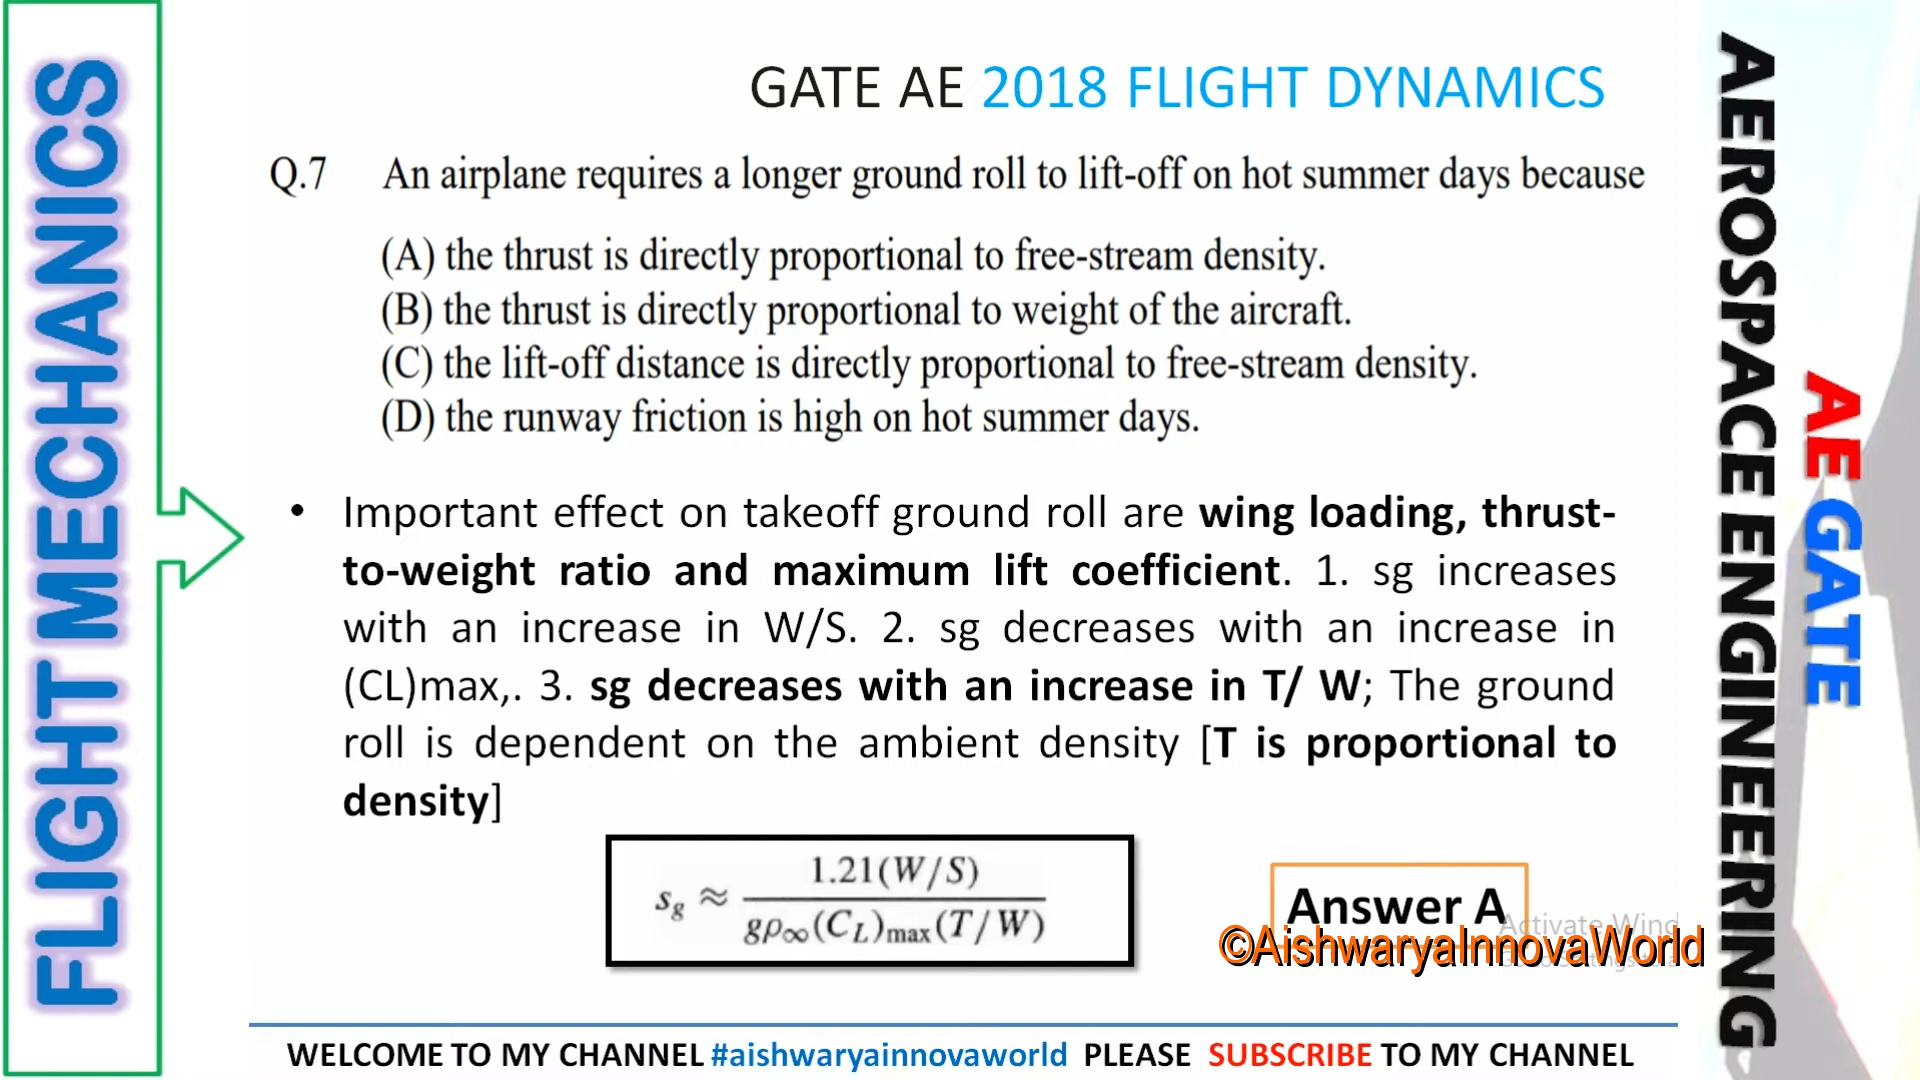 FLIGHT MECHANICS
GATE AE 2018 FLIGHT DYNAMICS
Q.7 An airplane requires a longer ground roll to lift-off on hot summer days because
(A) the thrust is directly proportional to free-stream density.
(B) the thrust is directly proportional to weight of the aircraft.
(C) the lift-off distance is directly proportional to free-stream density.
(D) the runway friction is high on hot summer days.
• Important effect on takeoff ground roll are wing loading, thrust-
to-weight ratio and maximum lift coefficient. 1. sg increases
with an increase in W/S. 2. sg decreases with an increase in
(CL)max,. 3. sg decreases with an increase in T/ W; The ground
roll is dependent on the ambient density [T is proportional to
density]
s_g ≈ 1.21(W/S) / gρ∞(C_L)max(T/W)
Answer A
©AishwaryaInnovaWorld
WELCOME TO MY CHANNEL #aishwaryainnovaworld PLEASE SUBSCRIBE TO MY CHANNEL
AEROSPACE ENGINEERING
AE GATE